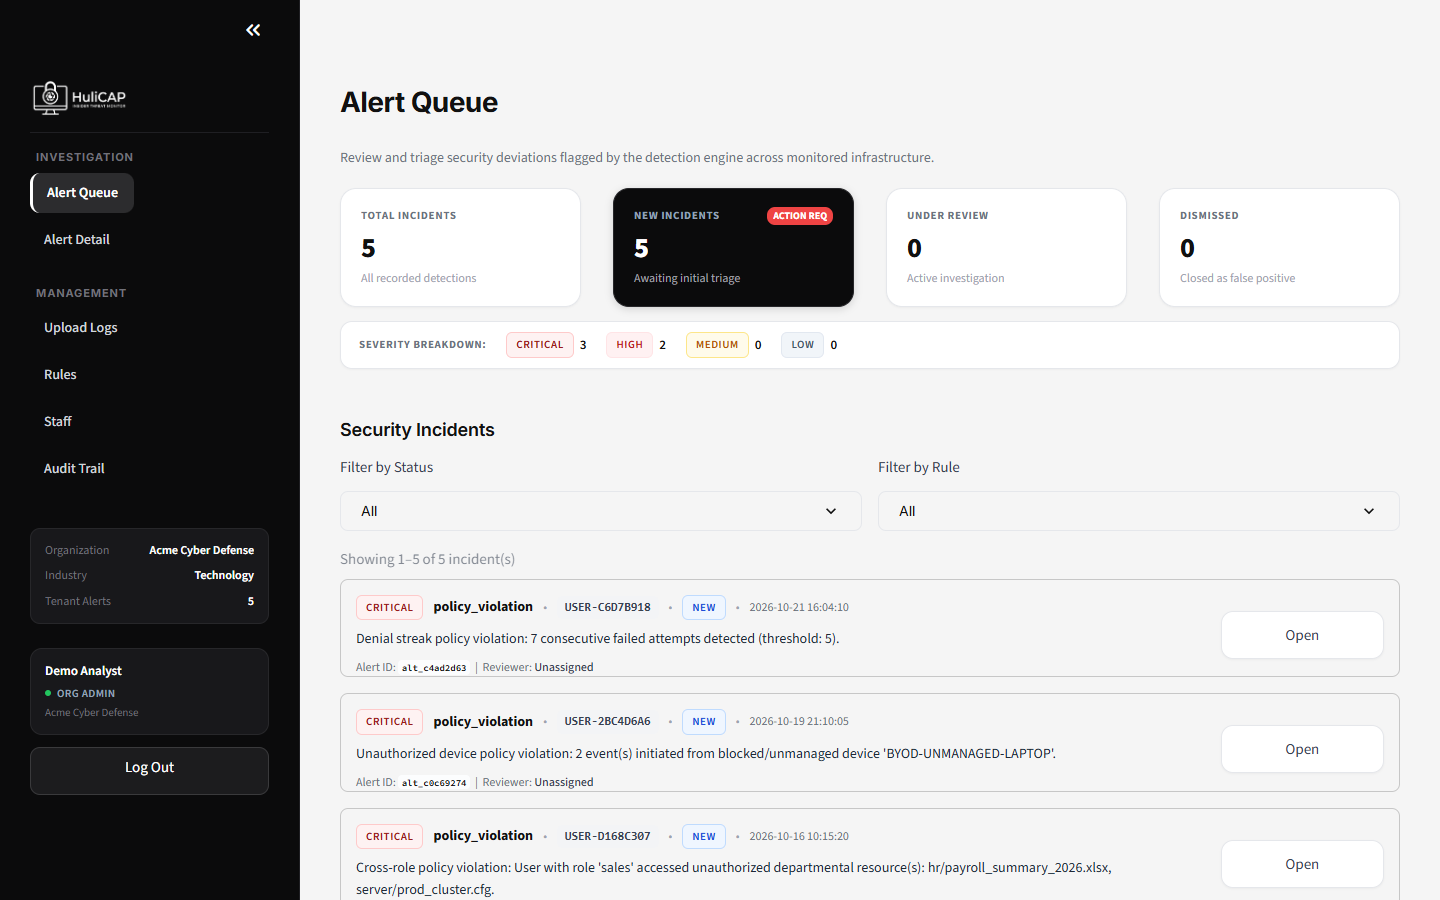 HuliCAP
INSIDER THREAT MONITOR
INVESTIGATION
Alert Queue
Alert Detail
MANAGEMENT
Upload Logs
Rules
Staff
Audit Trail
Organization Acme Cyber Defense
Industry Technology
Tenant Alerts 5
Demo Analyst
ORG ADMIN
Acme Cyber Defense
Log Out
Alert Queue
Review and triage security deviations flagged by the detection engine across monitored infrastructure.
TOTAL INCIDENTS
5
All recorded detections
NEW INCIDENTS ACTION REQ
5
Awaiting initial triage
UNDER REVIEW
0
Active investigation
DISMISSED
0
Closed as false positive
SEVERITY BREAKDOWN: CRITICAL 3 HIGH 2 MEDIUM 0 LOW 0
Security Incidents
Filter by Status
All
Filter by Rule
All
Showing 1–5 of 5 incident(s)
CRITICAL policy_violation • USER-C6D7B918 • NEW • 2026-10-21 16:04:10
Denial streak policy violation: 7 consecutive failed attempts detected (threshold: 5).
Alert ID: alt_c4ad2d63 | Reviewer: Unassigned
Open
CRITICAL policy_violation • USER-2BC4D6A6 • NEW • 2026-10-19 21:10:05
Unauthorized device policy violation: 2 event(s) initiated from blocked/unmanaged device 'BYOD-UNMANAGED-LAPTOP'.
Alert ID: alt_c0c69274 | Reviewer: Unassigned
Open
CRITICAL policy_violation • USER-D168C307 • NEW • 2026-10-16 10:15:20
Cross-role policy violation: User with role 'sales' accessed unauthorized departmental resource(s): hr/payroll_summary_2026.xlsx,
server/prod_cluster.cfg.
Open